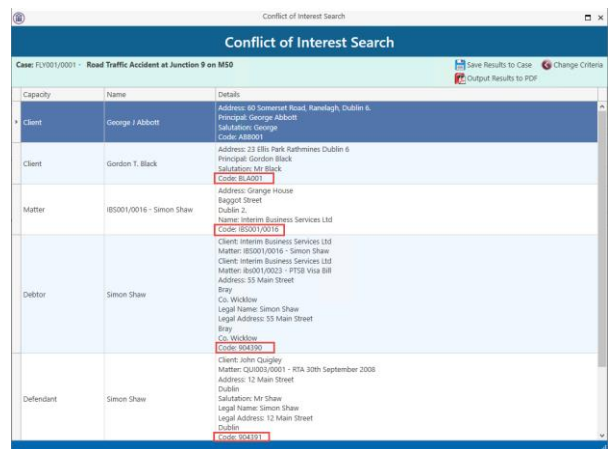 Conflict of Interest Search
Conflict of Interest Search
Case: FLY001/0001 - Road Traffic Accident at Junction 9 on M50
Save Results to Case Change Criteria
Output Results to PDF
Capacity Name Details
Client George J Abbott
Address: 60 Somerset Road, Ranelagh, Dublin 6.
Principal: George Abbott
Salutation: George
Code: ABB001
Client Gordon T. Black
Address: 23 Ellis Park Rathmines Dublin 6
Principal: Gordon Black
Salutation: Mr Black
Code: BLA001
Matter IBS001/0016 - Simon Shaw
Address: Grange House
Baggot Street
Dublin 2.
Name: Interim Business Services Ltd
Code: IBS001/0016
Debtor Simon Shaw
Client: Interim Business Services Ltd
Matter: IBS001/0016 - Simon Shaw
Client: Interim Business Services Ltd
Matter: ibs001/0023 - PTSB Visa Bill
Address: 55 Main Street
Bray
Co. Wicklow
Legal Name: Simon Shaw
Legal Address: 55 Main Street
Bray
Co. Wicklow
Code: 904390
Defendant Simon Shaw
Client: John Quigley
Matter: QUI003/0001 - RTA 30th September 2008
Address: 12 Main Street
Dublin
Salutation: Mr Shaw
Legal Name: Simon Shaw
Legal Address: 12 Main Street
Dublin
Code: 904391